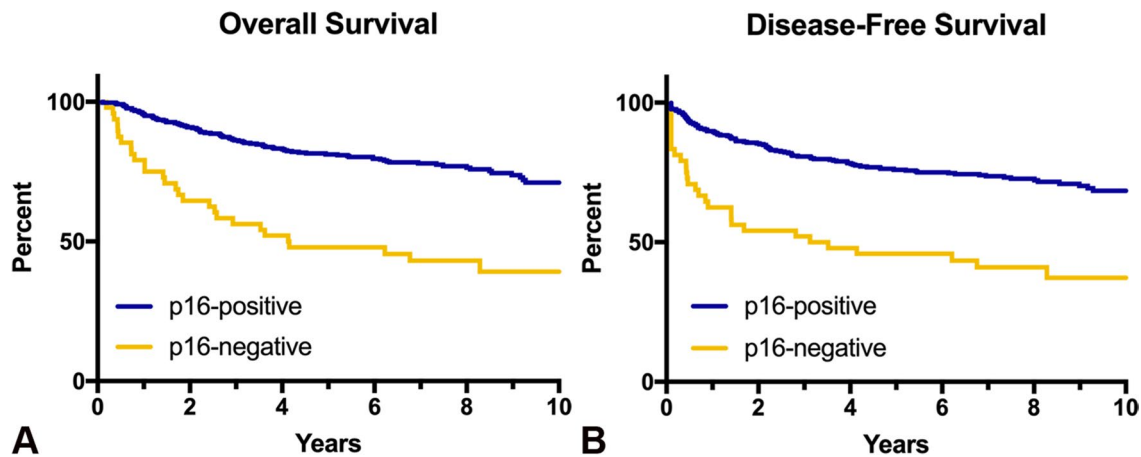 Overall Survival
Percent
100
50
0
p16-positive
p16-negative
0 2 4 6 8 10
Years
A
Disease-Free Survival
Percent
100
50
0
p16-positive
p16-negative
0 2 4 6 8 10
Years
B